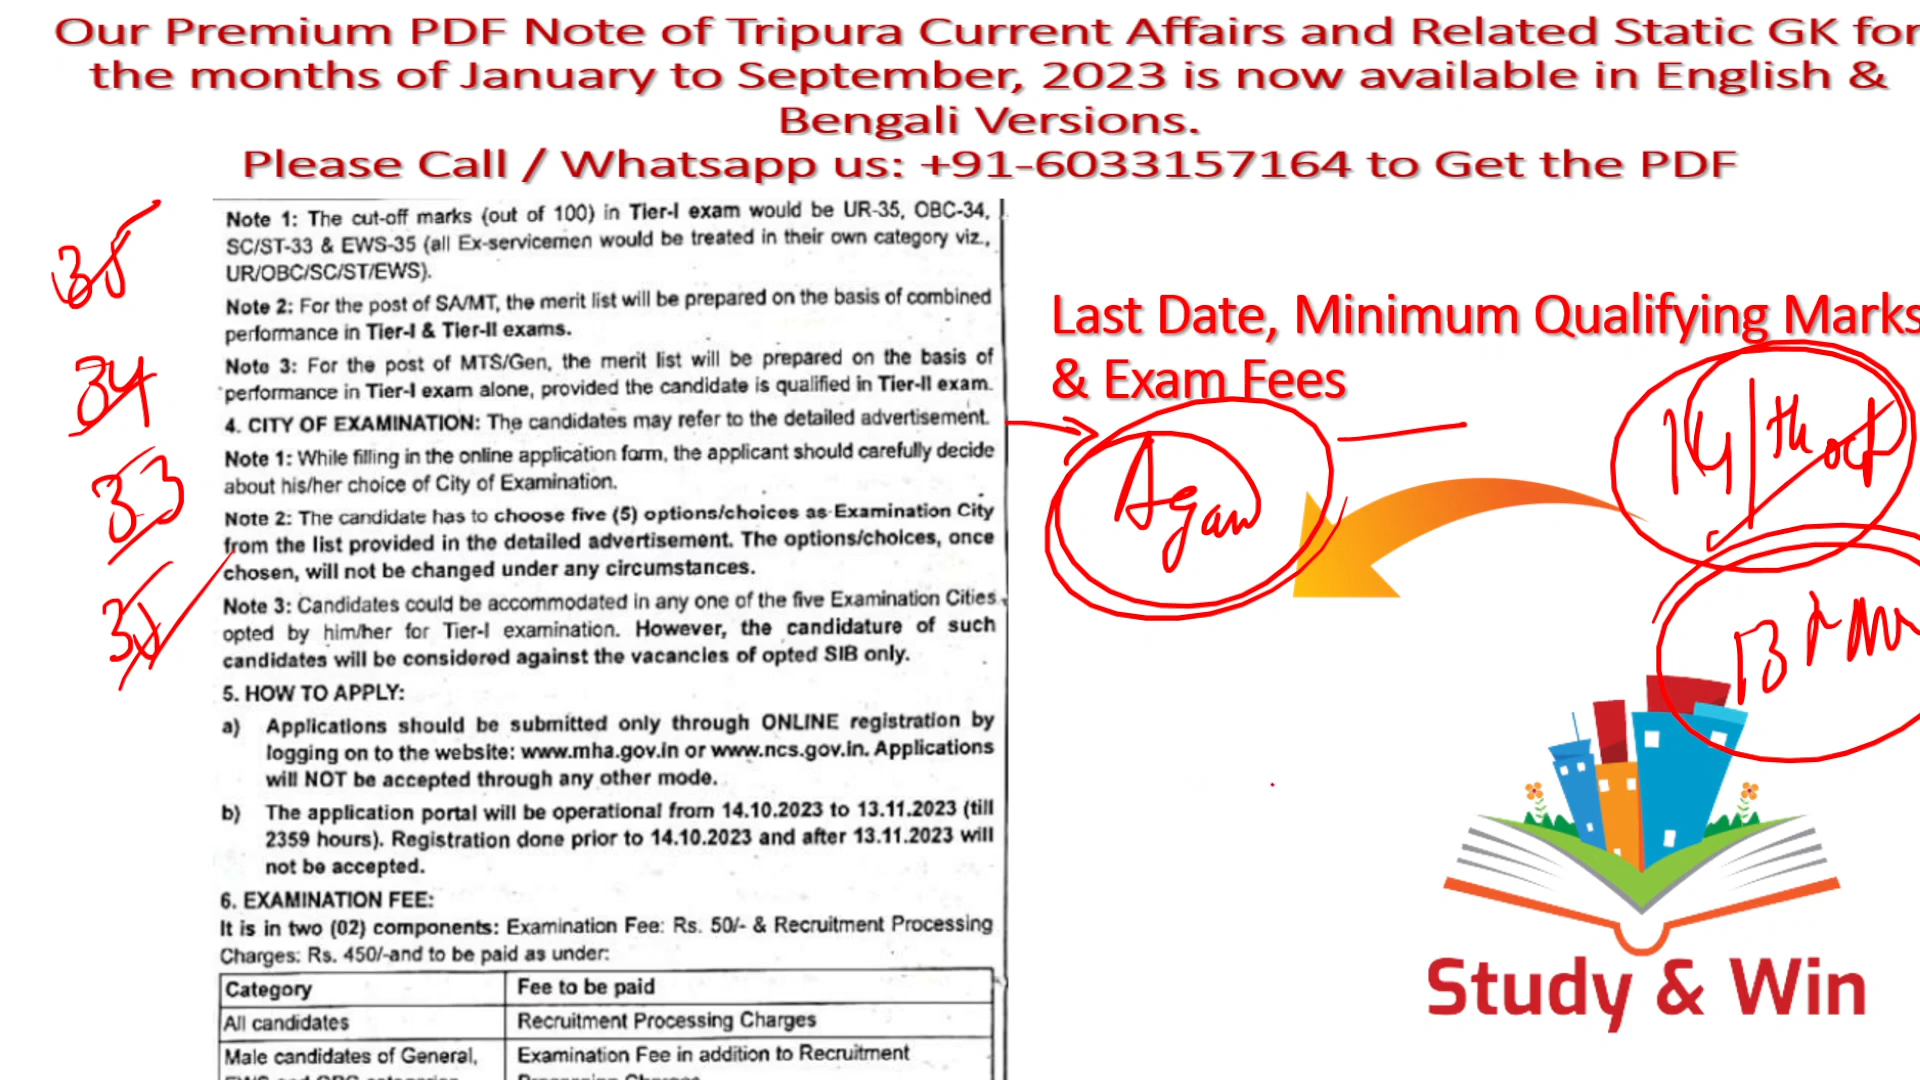 Our Premium PDF Note of Tripura Current Affairs and Related Static GK for
the months of January to September, 2023 is now available in English &
Bengali Versions.
Please Call / Whatsapp us: +91-6033157164 to Get the PDF
Note 1: The cut-off marks (out of 100) in Tier-I exam would be UR-35, OBC-34,
SC/ST-33 & EWS-35 (all Ex-servicemen would be treated in their own category viz.,
UR/OBC/SC/ST/EWS).
Note 2: For the post of SA/MT, the merit list will be prepared on the basis of combined
performance in Tier-I & Tier-II exams.
Note 3: For the post of MTS/Gen, the merit list will be prepared on the basis of
performance in Tier-I exam alone, provided the candidate is qualified in Tier-II exam.
4. CITY OF EXAMINATION: The candidates may refer to the detailed advertisement.
Note 1: While filling in the online application form, the applicant should carefully decide
about his/her choice of City of Examination.
Note 2: The candidate has to choose five (5) options/choices as Examination City
from the list provided in the detailed advertisement. The options/choices, once
chosen, will not be changed under any circumstances.
Note 3: Candidates could be accommodated in any one of the five Examination Cities
opted by him/her for Tier-I examination. However, the candidature of such
candidates will be considered against the vacancies of opted SIB only.
5. HOW TO APPLY:
a) Applications should be submitted only through ONLINE registration by
logging on to the website: www.mha.gov.in or www.ncs.gov.in. Applications
will NOT be accepted through any other mode.
b) The application portal will be operational from 14.10.2023 to 13.11.2023 (till
2359 hours). Registration done prior to 14.10.2023 and after 13.11.2023 will
not be accepted.
6. EXAMINATION FEE:
It is in two (02) components: Examination Fee: Rs. 50/- & Recruitment Processing
Charges: Rs. 450/-and to be paid as under:
Category Fee to be paid
All candidates Recruitment Processing Charges
Male candidates of General, Examination Fee in addition to Recruitment
35
34
33
Last Date, Minimum Qualifying Marks
& Exam Fees
14th oct
Study & Win